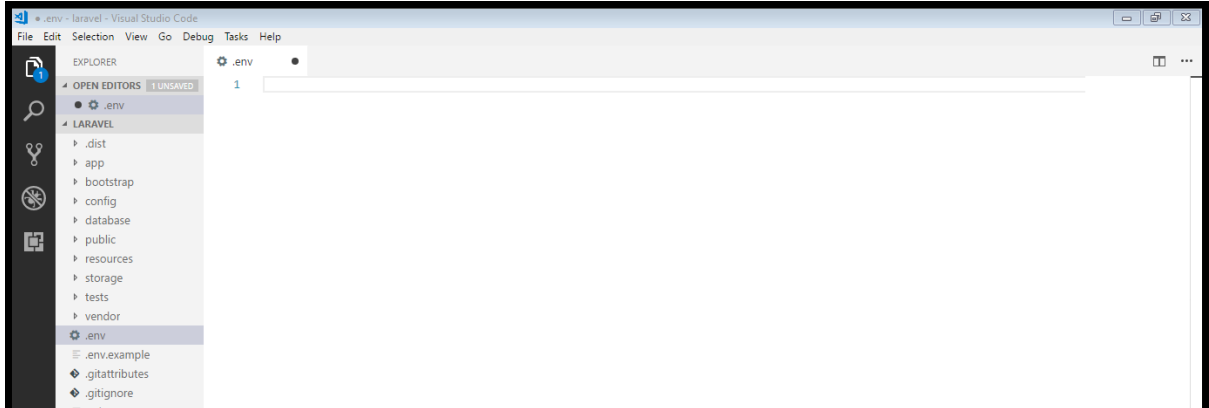 .env - laravel - Visual Studio Code
File Edit Selection View Go Debug Tasks Help
1
EXPLORER
OPEN EDITORS 1 UNSAVED
.env
LARAVEL
.dist
app
bootstrap
config
database
public
resources
storage
tests
vendor
.env
.env.example
.gitattributes
.gitignore
.env
1